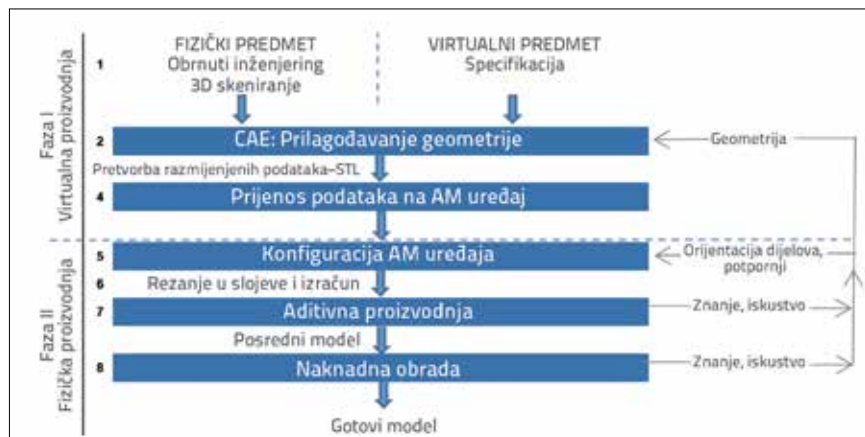 FIZIČKI PREDMET
Obrnuti inženjering
3D skeniranje
VIRTUALNI PREDMET
Specifikacija
1
Faza I
Virtualna proizvodnja
2
CAE: Prilagođavanje geometrije
Geometrija
Pretvorba razmijenjenih podataka–STL
4
Prijenos podataka na AM uređaj
5
Konfiguracija AM uređaja
Orijentacija dijelova,
potpornji
6
Rezanje u slojeve i izračun
7
Aditivna proizvodnja
Znanje, iskustvo
Faza II
Fizička proizvodnja
Posredni model
8
Naknadna obrada
Znanje, iskustvo
Gotovi model